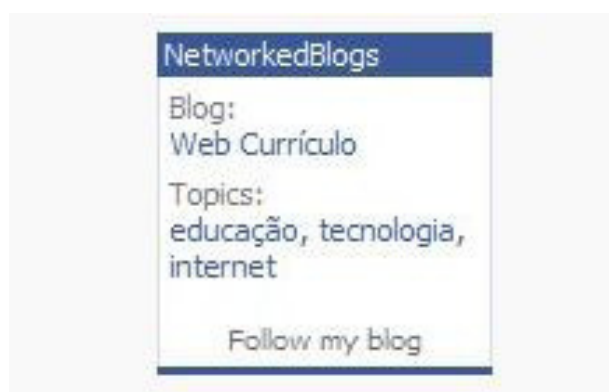 NetworkedBlogs
Blog:
Web Currículo
Topics:
educação, tecnologia,
internet
Follow my blog